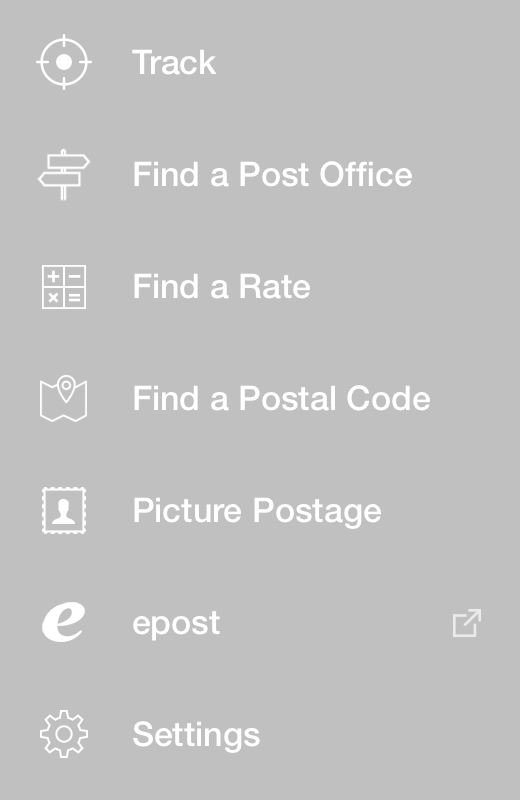 Track
Find a Post Office
Find a Rate
Find a Postal Code
Picture Postage
epost
Settings